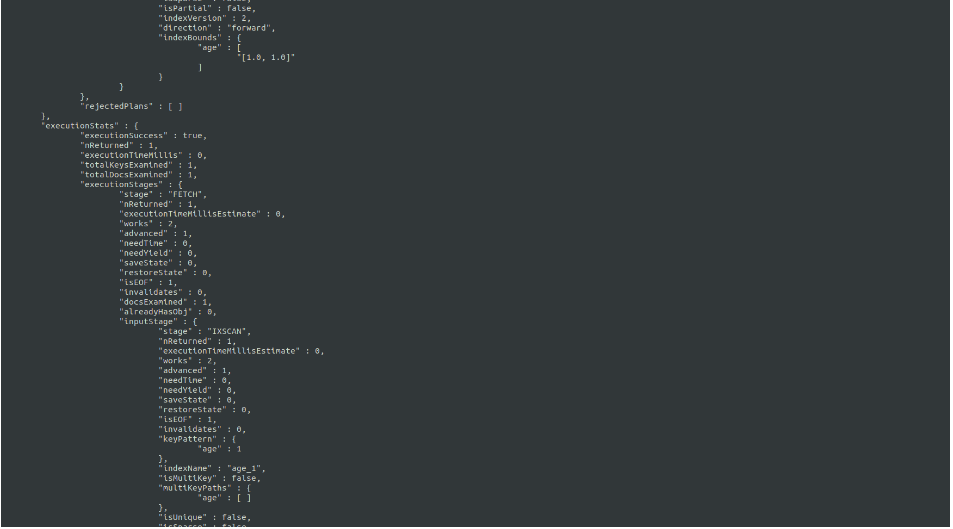 "isPartial" : false,
"indexVersion" : 2,
"direction" : "forward",
"indexBounds" : {
"age" : [
"[1.0, 1.0]"
]
}
}
},
"rejectedPlans" : [ ]
},
"executionStats" : {
"executionSuccess" : true,
"nReturned" : 1,
"executionTimeMillis" : 0,
"totalKeysExamined" : 1,
"totalDocsExamined" : 1,
"executionStages" : {
"stage" : "FETCH",
"nReturned" : 1,
"executionTimeMillisEstimate" : 0,
"works" : 2,
"advanced" : 1,
"needTime" : 0,
"needYield" : 0,
"saveState" : 0,
"restoreState" : 0,
"isEOF" : 1,
"invalidates" : 0,
"docsExamined" : 1,
"alreadyHasObj" : 0,
"inputStage" : {
"stage" : "IXSCAN",
"nReturned" : 1,
"executionTimeMillisEstimate" : 0,
"works" : 2,
"advanced" : 1,
"needTime" : 0,
"needYield" : 0,
"saveState" : 0,
"restoreState" : 0,
"isEOF" : 1,
"invalidates" : 0,
"keyPattern" : {
"age" : 1
},
"indexName" : "age_1",
"isMultiKey" : false,
"multiKeyPaths" : {
"age" : [ ]
},
"isUnique" : false,